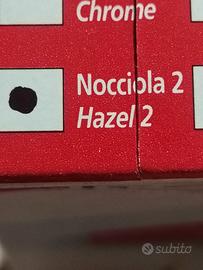 Chrome
Nocciola 2
Hazel 2
subito